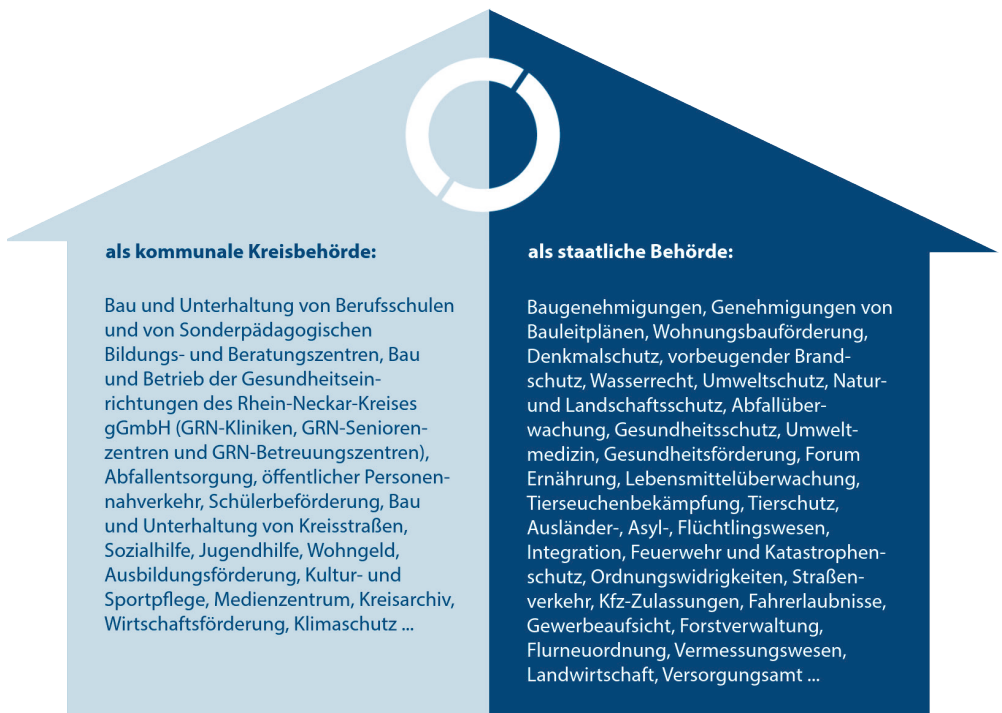 als kommunale Kreisbehörde:
Bau und Unterhaltung von Berufsschulen
und von Sonderpädagogischen
Bildungs- und Beratungszentren, Bau
und Betrieb der Gesundheitsein-
richtungen des Rhein-Neckar-Kreises
gGmbH (GRN-Kliniken, GRN-Senioren-
zentren und GRN-Betreuungszentren),
Abfallentsorgung, öffentlicher Personen-
nahverkehr, Schülerbeförderung, Bau
und Unterhaltung von Kreisstraßen,
Sozialhilfe, Jugendhilfe, Wohngeld,
Ausbildungsförderung, Kultur- und
Sportpflege, Medienzentrum, Kreisarchiv,
Wirtschaftsförderung, Klimaschutz ...
als staatliche Behörde:
Baugenehmigungen, Genehmigungen von
Bauleitplänen, Wohnungsbauförderung,
Denkmalschutz, vorbeugender Brand-
schutz, Wasserrecht, Umweltschutz, Natur-
und Landschaftsschutz, Abfallüber-
wachung, Gesundheitsschutz, Umwelt-
medizin, Gesundheitsförderung, Forum
Ernährung, Lebensmittelüberwachung,
Tierseuchenbekämpfung, Tierschutz,
Ausländer-, Asyl-, Flüchtlingswesen,
Integration, Feuerwehr und Katastrophen-
schutz, Ordnungswidrigkeiten, Straßen-
verkehr, Kfz-Zulassungen, Fahrerlaubnisse,
Gewerbeaufsicht, Forstverwaltung,
Flurneuordnung, Vermessungswesen,
Landwirtschaft, Versorgungsamt ...